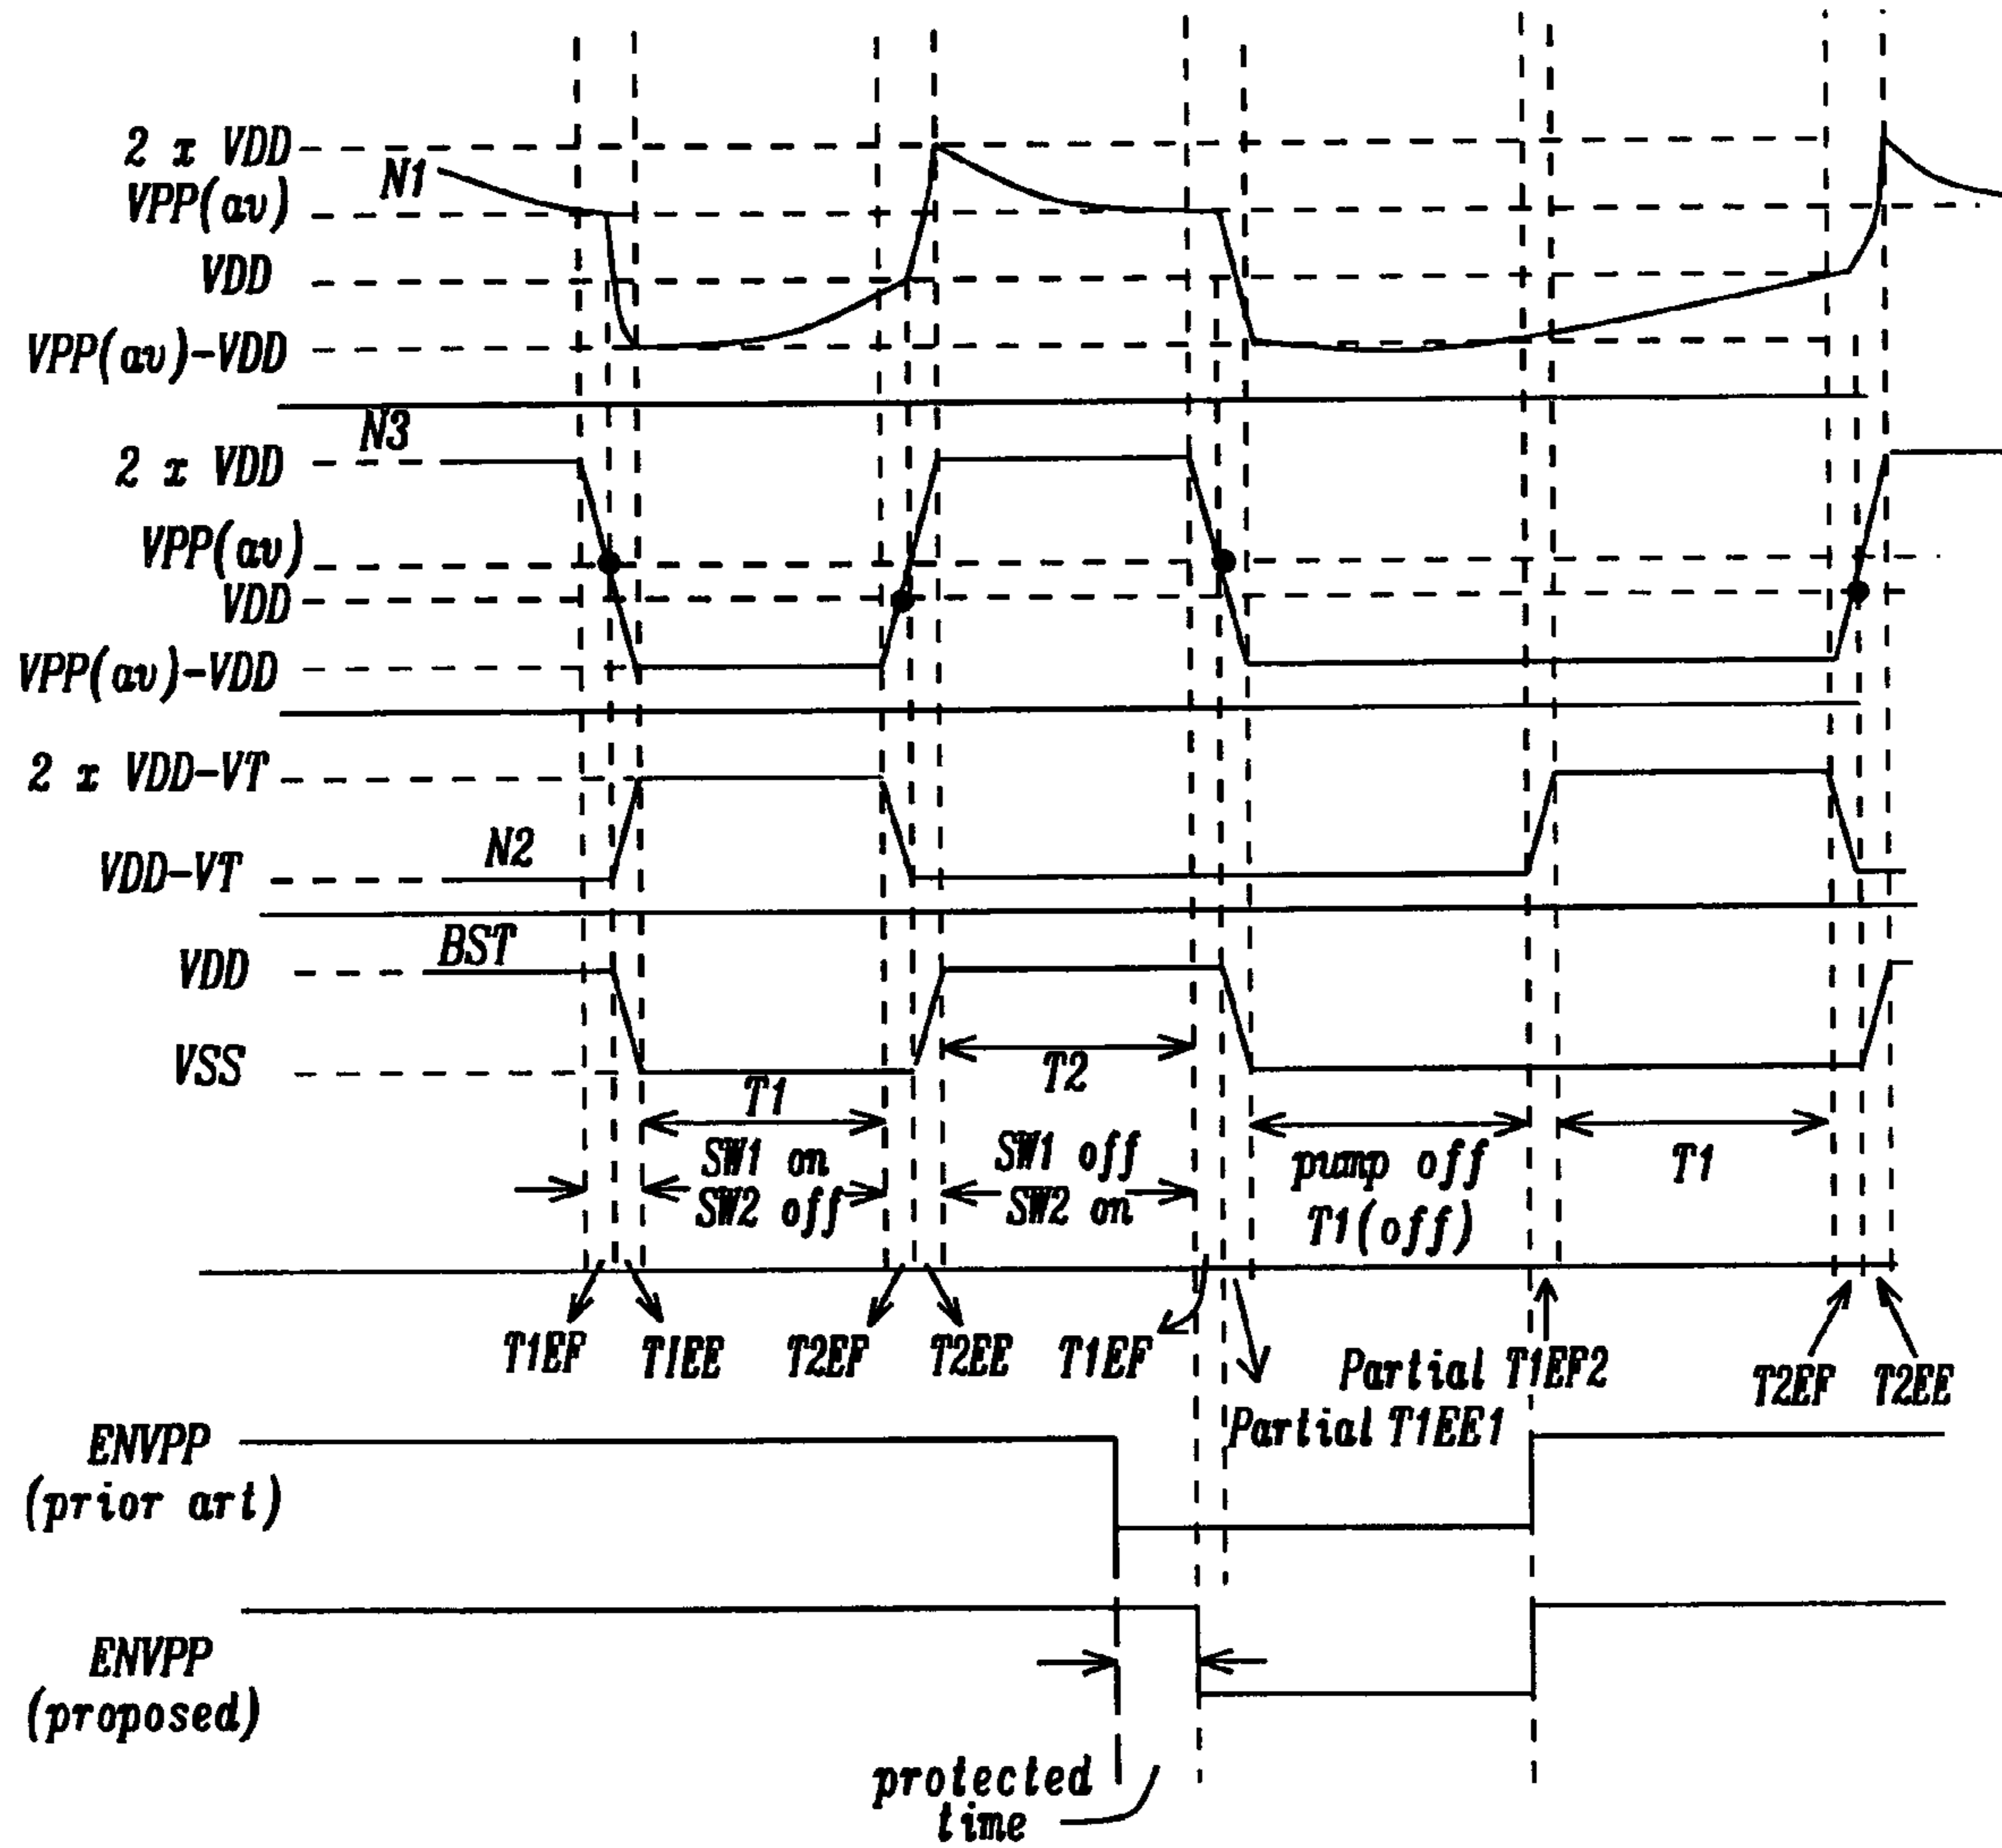 2 x VDD
N1
VPP(av)
VDD
VPP(av)-VDD
N3
2 x VDD
VPP(av)
VDD
VPP(av)-VDD
2 x VDD-VT
N2
VDD-VT
BST
VDD
VSS
T1
T2
SW1 on
SW2 off
SW1 off
SW2 on
pump off
T1(off)
T1
T1EF
T1EE
T2EF
T2EE
T1EF
Partial T1EF2
Partial T1EE1
T2EF
T2EE
ENVPP
(prior art)
ENVPP
(proposed)
protected
time